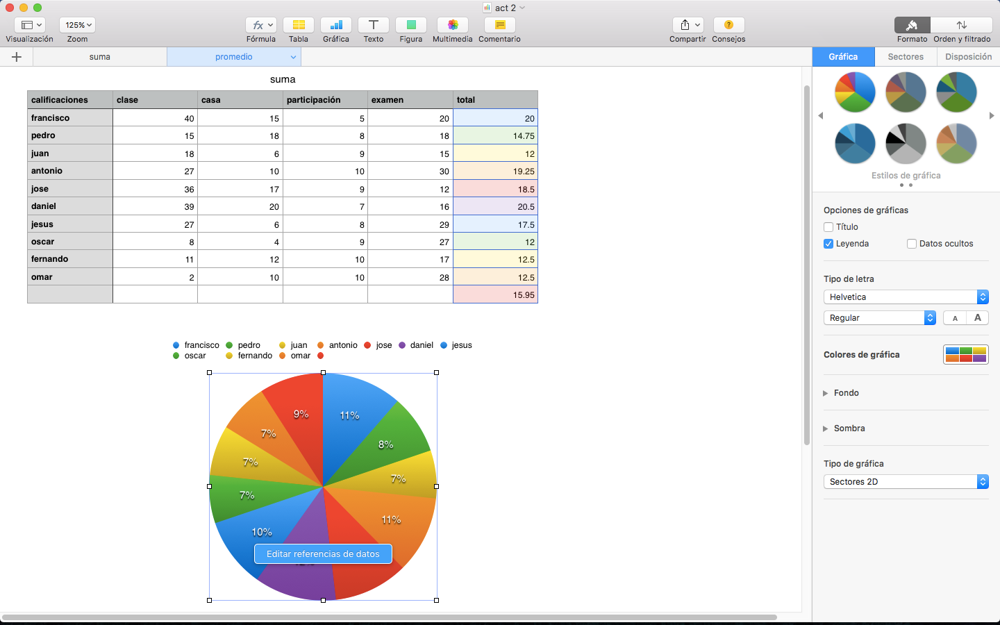 act 2
125%
Visualización Zoom Fórmula Tabla Gráfica Texto Figura Multimedia Comentario Compartir Consejos Formato Orden y filtrado
suma promedio
Gráfica Sectores Disposición
suma
calificaciones clase casa participación examen total
francisco 40 15 5 20 20
pedro 15 18 8 18 14.75
juan 18 6 9 15 12
antonio 27 10 10 30 19.25
jose 36 17 9 12 18.5
daniel 39 20 7 16 20.5
jesus 27 6 8 29 17.5
oscar 8 4 9 27 12
fernando 11 12 10 17 12.5
omar 2 10 10 28 12.5
15.95
francisco pedro juan antonio jose daniel jesus
oscar fernando omar
9% 11%
7% 8%
7% 7%
7% 11%
10%
Editar referencias de datos
Estilos de gráfica
Opciones de gráficas
Título
Leyenda Datos ocultos
Tipo de letra
Helvetica
Regular A A
Colores de gráfica
Fondo
Sombra
Tipo de gráfica
Sectores 2D